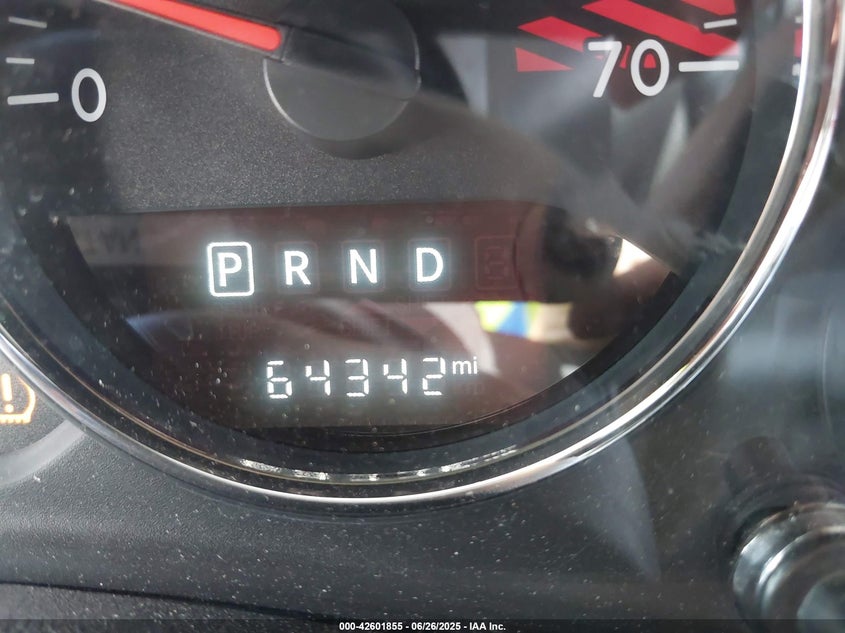 0
70
P R N D
64342 mi
000-42601855 | 06/26/2025 - IAA Inc.